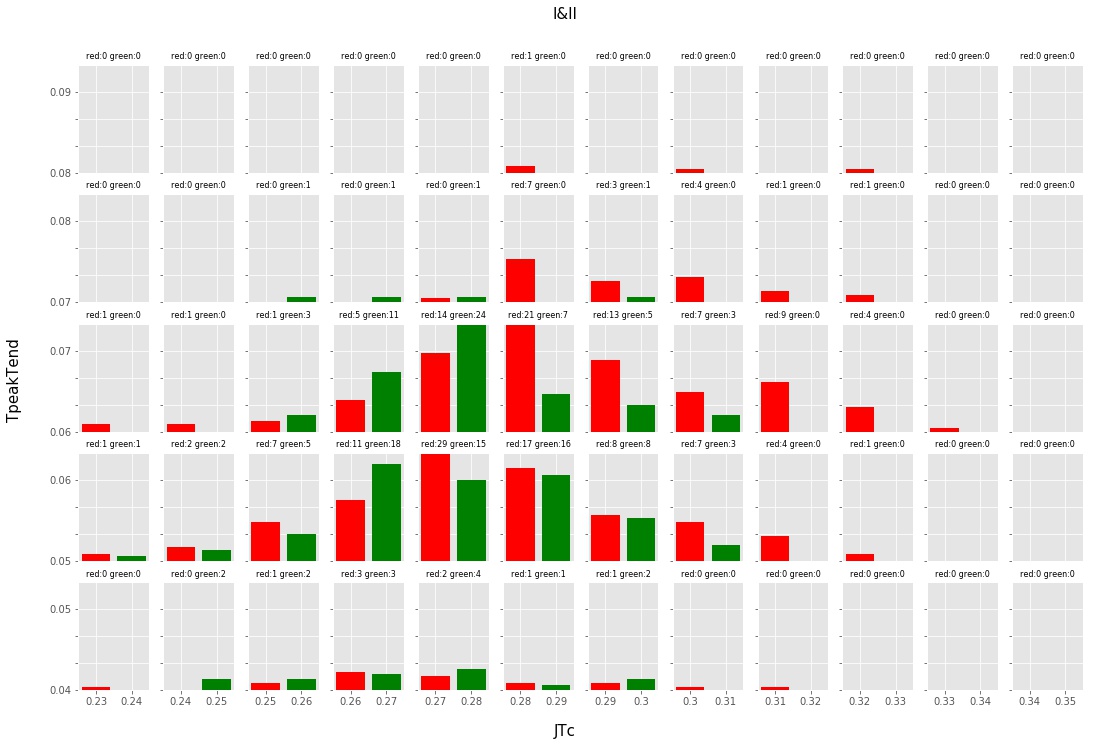 I&II
red:0 green:0 red:0 green:0 red:0 green:0 red:0 green:0 red:0 green:0 red:1 green:0 red:0 green:0 red:0 green:0 red:0 green:0 red:0 green:0 red:0 green:0 red:0 green:0
0.09
0.08
red:0 green:0 red:0 green:0 red:0 green:1 red:0 green:1 red:0 green:1 red:7 green:0 red:3 green:1 red:4 green:0 red:1 green:0 red:1 green:0 red:0 green:0 red:0 green:0
0.08
0.07
red:1 green:0 red:1 green:0 red:1 green:3 red:5 green:11 red:14 green:24 red:21 green:7 red:13 green:5 red:7 green:3 red:9 green:0 red:4 green:0 red:0 green:0 red:0 green:0
0.07
0.06
TpeakTend
red:1 green:1 red:2 green:2 red:7 green:5 red:11 green:18 red:29 green:15 red:17 green:16 red:8 green:8 red:7 green:3 red:4 green:0 red:1 green:0 red:0 green:0 red:0 green:0
0.06
0.05
red:0 green:0 red:0 green:2 red:1 green:2 red:3 green:3 red:2 green:4 red:1 green:1 red:1 green:2 red:0 green:0 red:0 green:0 red:0 green:0 red:0 green:0 red:0 green:0
0.05
0.04
0.23 0.24 0.24 0.25 0.25 0.26 0.26 0.27 0.27 0.28 0.28 0.29 0.29 0.3 0.3 0.31 0.31 0.32 0.32 0.33 0.33 0.34 0.34 0.35
JTc